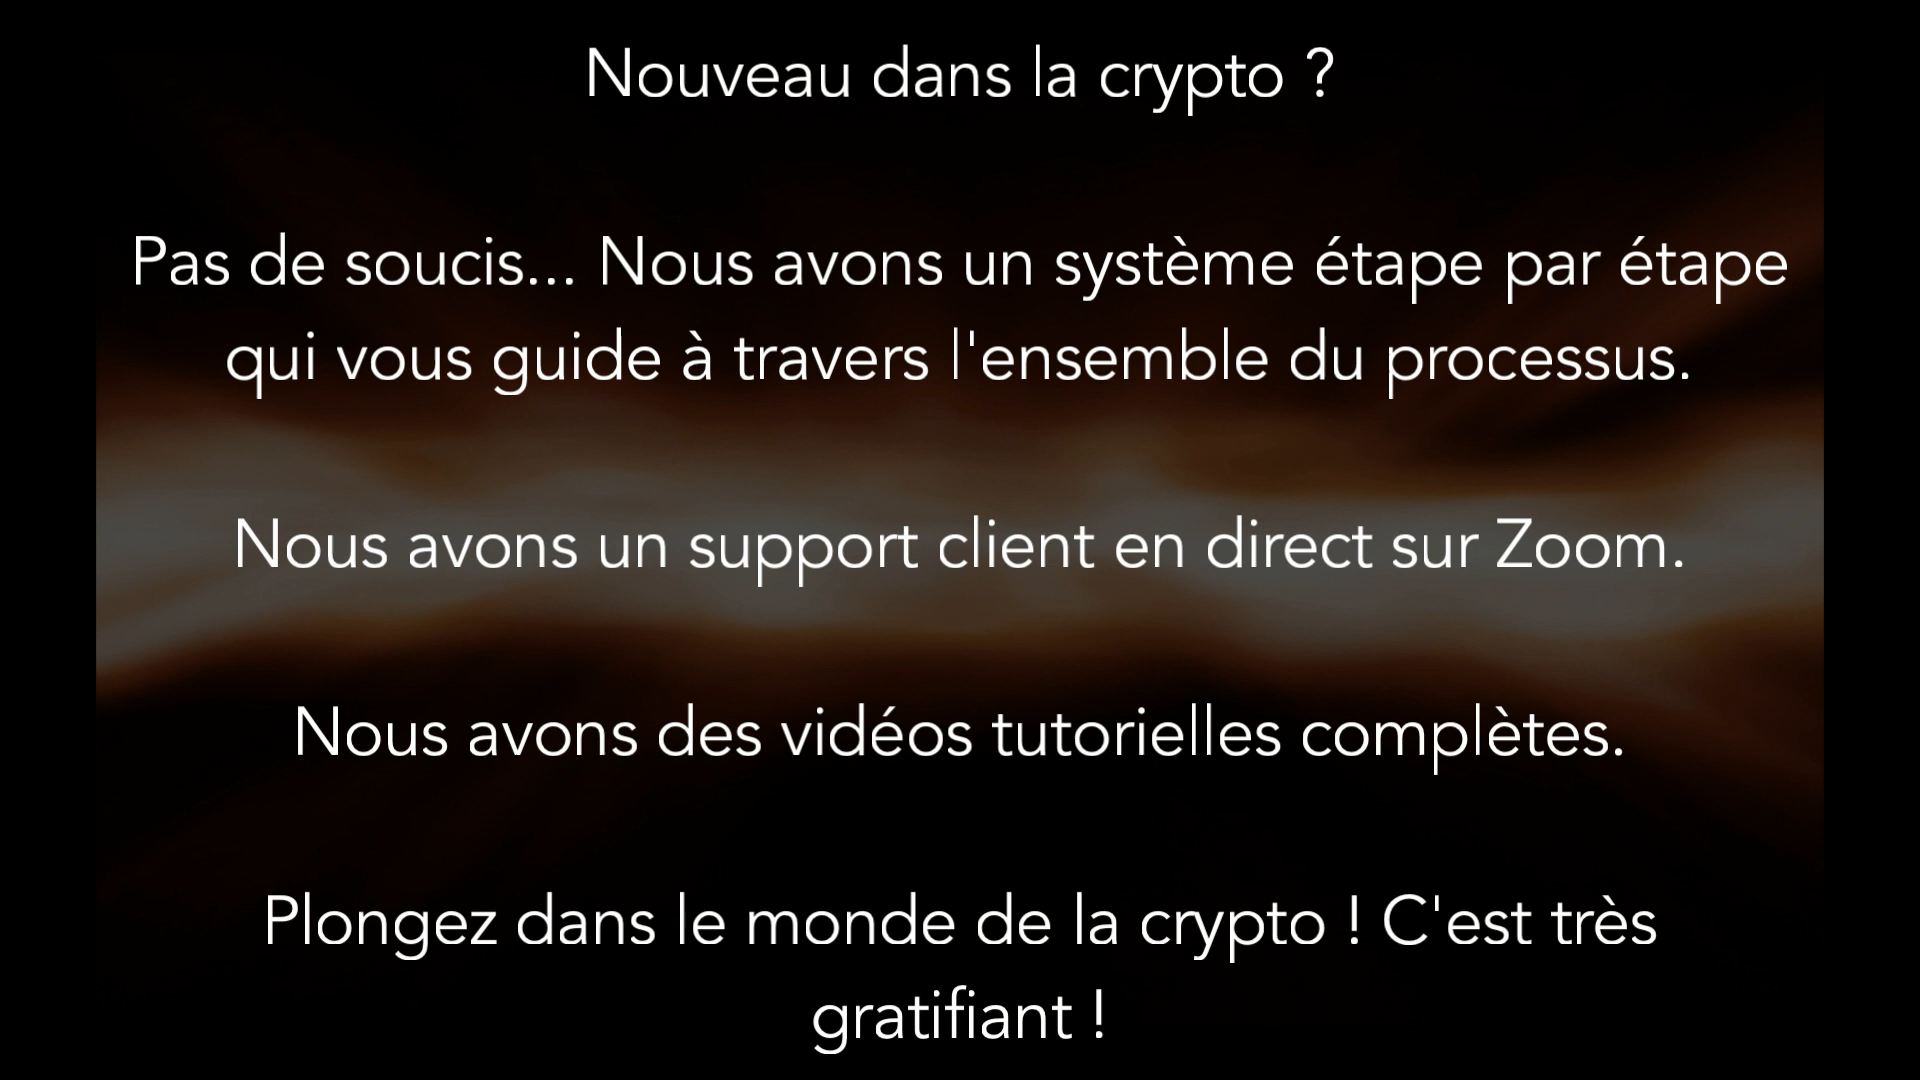 Nouveau dans la crypto ?
Pas de soucis... Nous avons un système étape par étape
qui vous guide à travers l'ensemble du processus.
Nous avons un support client en direct sur Zoom.
Nous avons des vidéos tutorielles complètes.
Plongez dans le monde de la crypto ! C'est très
gratifiant !